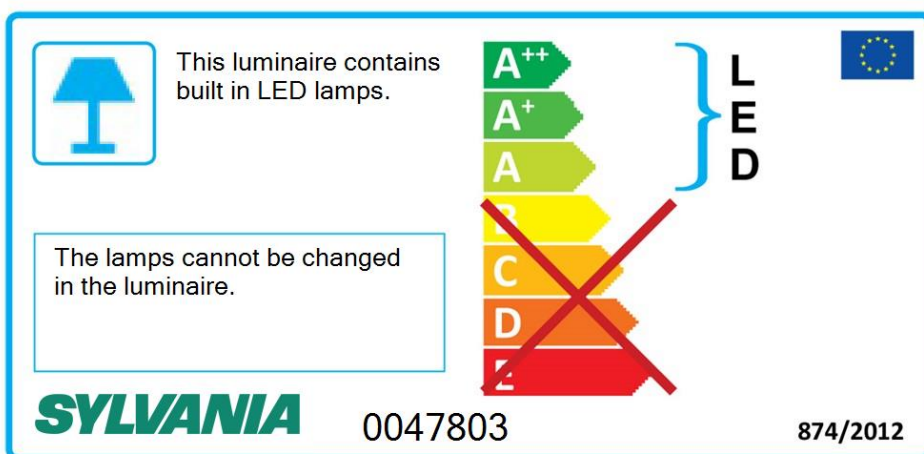 This luminaire contains
built in LED lamps.
A++
A+
A
B
C
D
E
L
E
D
The lamps cannot be changed
in the luminaire.
SYLVANIA
0047803
874/2012